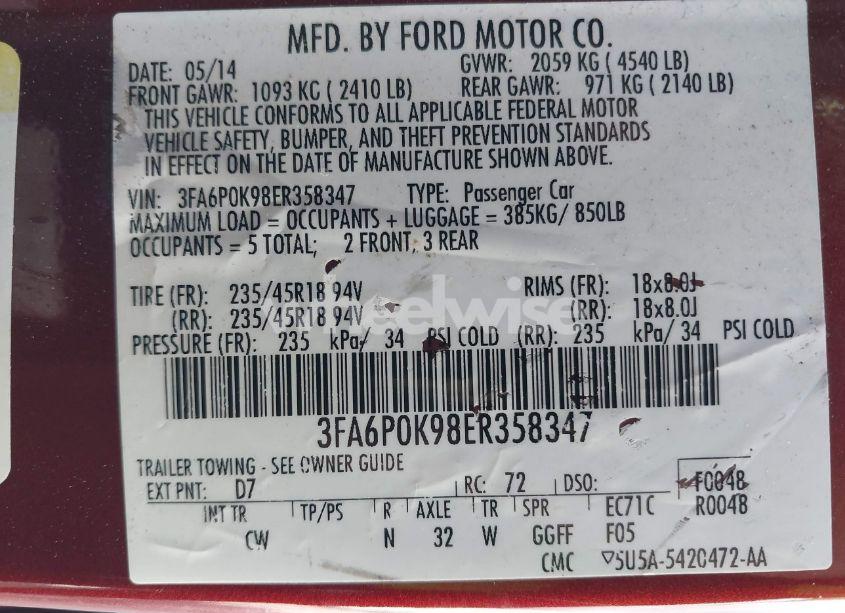 MFD. BY FORD MOTOR CO.
DATE: 05/14 GVWR: 2059 KG ( 4540 LB)
FRONT GAWR: 1093 KG ( 2410 LB) REAR GAWR: 971 KG ( 2140 LB)
THIS VEHICLE CONFORMS TO ALL APPLICABLE FEDERAL MOTOR
VEHICLE SAFETY, BUMPER, AND THEFT PREVENTION STANDARDS
IN EFFECT ON THE DATE OF MANUFACTURE SHOWN ABOVE.
VIN: 3FA6P0K98ER358347 TYPE: Passenger Car
MAXIMUM LOAD = OCCUPANTS + LUGGAGE = 385KG/ 850LB
OCCUPANTS = 5 TOTAL; 2 FRONT, 3 REAR
TIRE (FR): 235/45R18 94V RIMS (FR): 18x8.0J
(RR): 235/45R18 94V (RR): 18x8.0J
PRESSURE (FR): 235 kPa/ 34 PSI COLD (RR): 235 kPa/ 34 PSI COLD
3FA6P0K98ER358347
TRAILER TOWING - SEE OWNER GUIDE
EXT PNT: D7 RC: 72 DSO: F0048
R0048
INT TR TP/PS R AXLE TR SPR EC71C
CW N 32 W GGFF F05
CMC ▽5U5A-5420472-AA